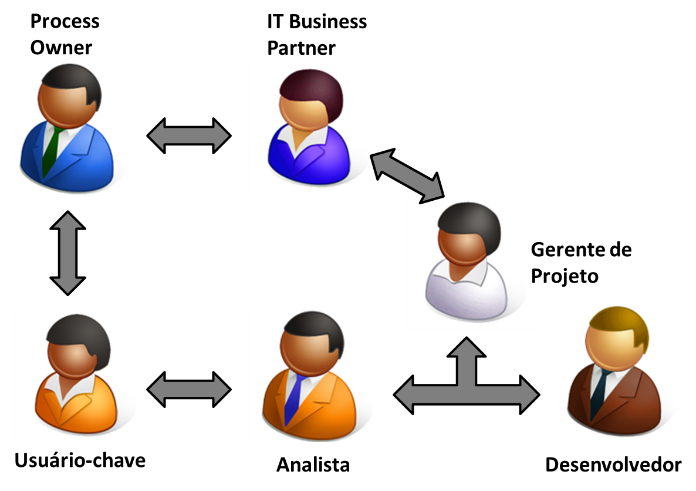 Process
Owner
IT Business
Partner
Gerente de
Projeto
Usuário-chave
Analista
Desenvolvedor